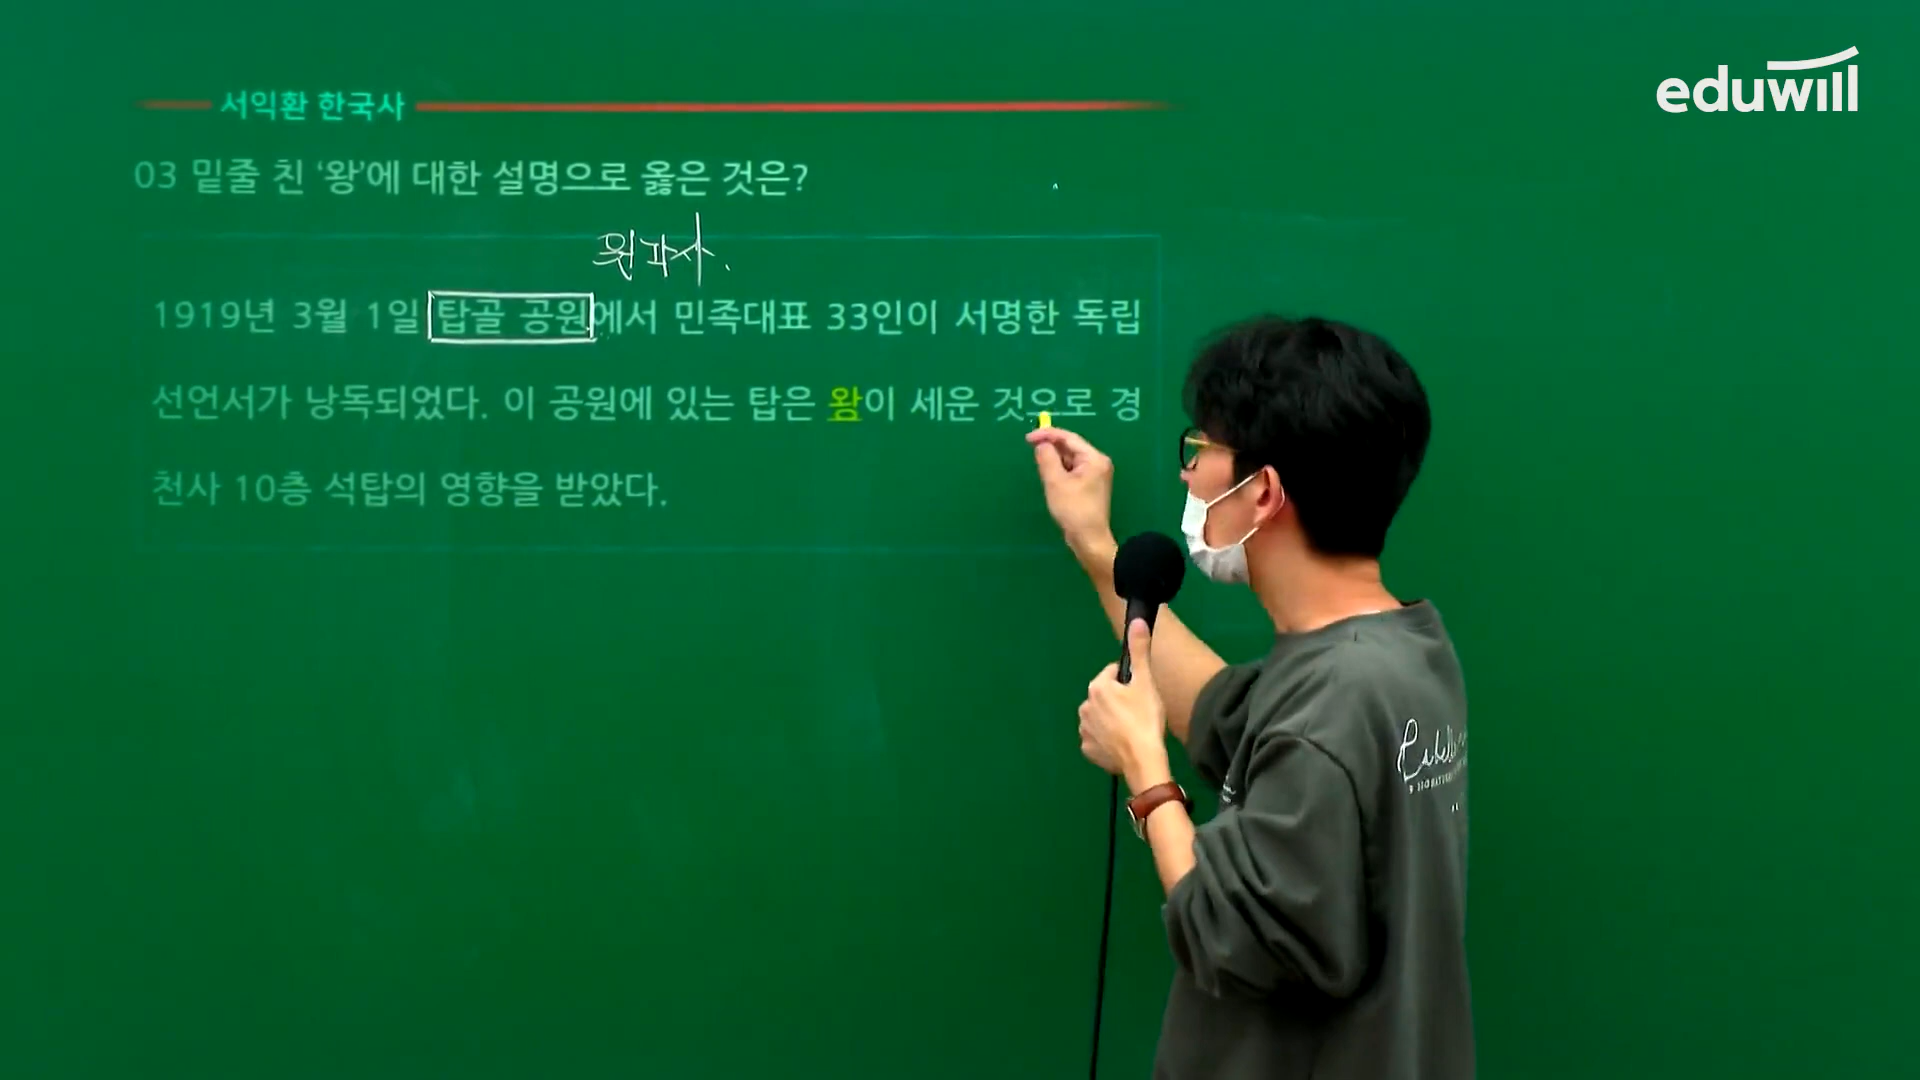 eduwill
서익환 한국사
03 밑줄 친 ‘왕’에 대한 설명으로 옳은 것은?
원각사.
1919년 3월 1일 탑골 공원에서 민족대표 33인이 서명한 독립
선언서가 낭독되었다. 이 공원에 있는 탑은 왕이 세운 것으로 경
천사 10층 석탑의 영향을 받았다.